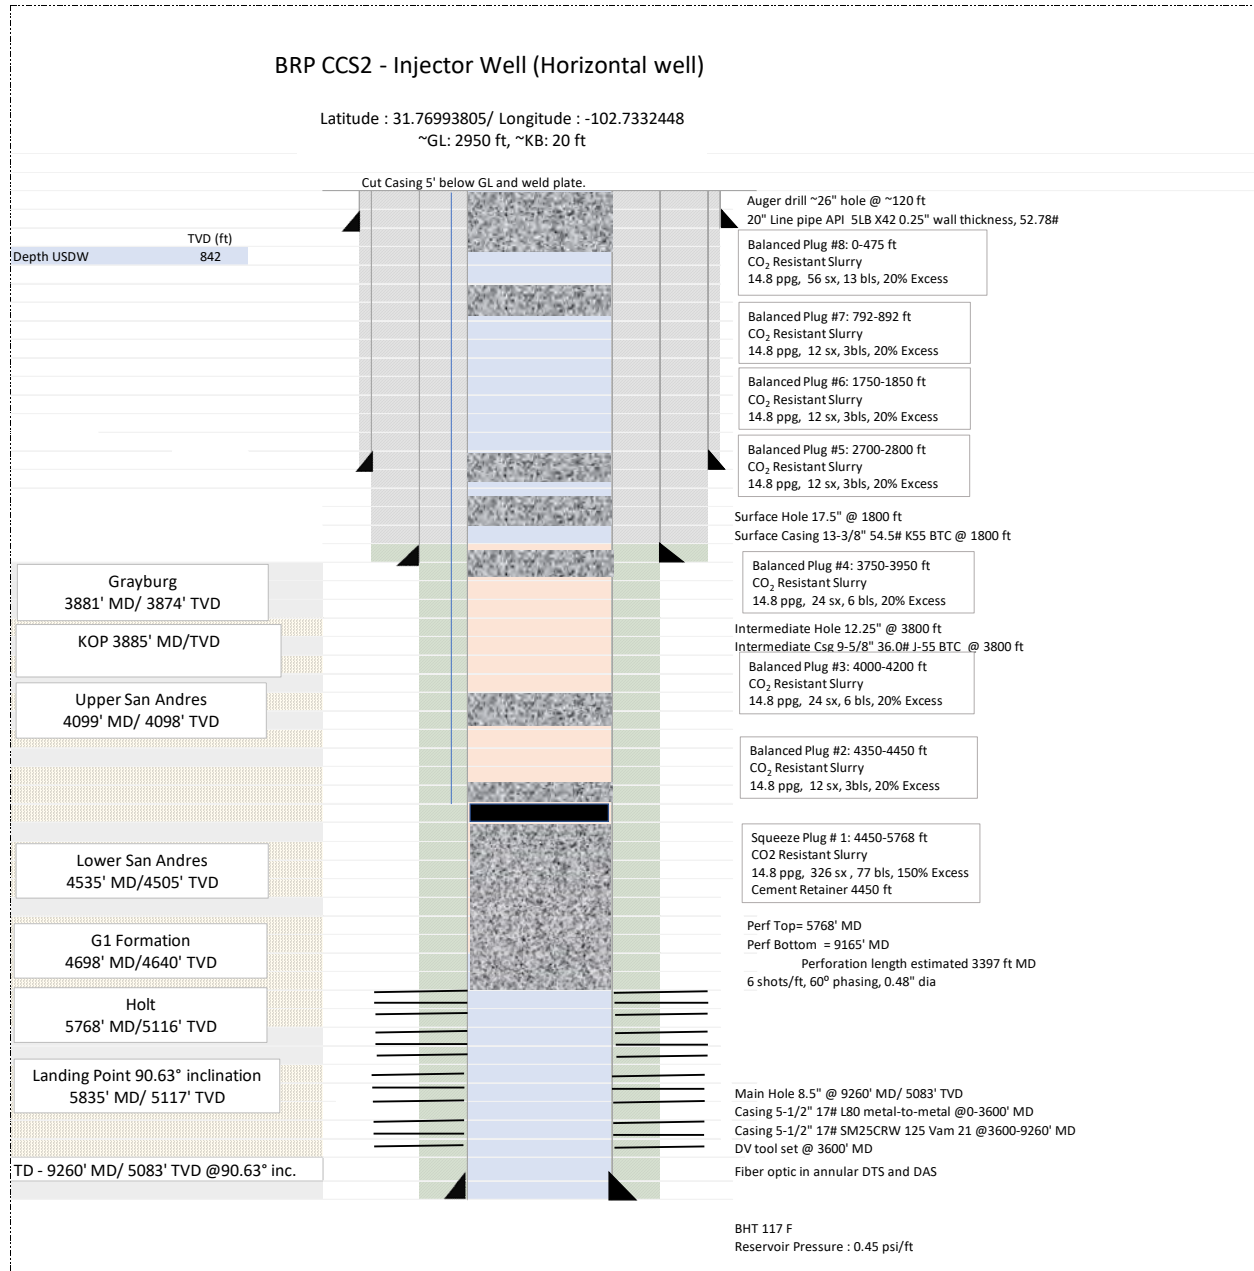 BRP CCS2 - Injector Well (Horizontal well)
Latitude : 31.76993805/ Longitude : -102.7332448
~GL: 2950 ft, ~KB: 20 ft
Cut Casing 5' below GL and weld plate.
Auger drill ~26" hole @ ~120 ft
20" Line pipe API 5LB X42 0.25" wall thickness, 52.78#
TVD (ft)
Depth USDW 842
Balanced Plug #8: 0-475 ft
CO₂ Resistant Slurry
14.8 ppg, 56 sx, 13 bls, 20% Excess
Balanced Plug #7: 792-892 ft
CO₂ Resistant Slurry
14.8 ppg, 12 sx, 3bls, 20% Excess
Balanced Plug #6: 1750-1850 ft
CO₂ Resistant Slurry
14.8 ppg, 12 sx, 3bls, 20% Excess
Balanced Plug #5: 2700-2800 ft
CO₂ Resistant Slurry
14.8 ppg, 12 sx, 3bls, 20% Excess
Surface Hole 17.5" @ 1800 ft
Surface Casing 13-3/8" 54.5# K55 BTC @ 1800 ft
Balanced Plug #4: 3750-3950 ft
CO₂ Resistant Slurry
14.8 ppg, 24 sx, 6 bls, 20% Excess
Grayburg
3881' MD/ 3874' TVD
KOP 3885' MD/TVD
Intermediate Hole 12.25" @ 3800 ft
Intermediate Csg 9-5/8" 36.0# J-55 BTC @ 3800 ft
Balanced Plug #3: 4000-4200 ft
CO₂ Resistant Slurry
14.8 ppg, 24 sx, 6 bls, 20% Excess
Upper San Andres
4099' MD/ 4098' TVD
Balanced Plug #2: 4350-4450 ft
CO₂ Resistant Slurry
14.8 ppg, 12 sx, 3bls, 20% Excess
Squeeze Plug # 1: 4450-5768 ft
CO2 Resistant Slurry
14.8 ppg, 326 sx , 77 bls, 150% Excess
Cement Retainer 4450 ft
Lower San Andres
4535' MD/4505' TVD
Perf Top= 5768' MD
Perf Bottom = 9165' MD
Perforation length estimated 3397 ft MD
6 shots/ft, 60⁰ phasing, 0.48" dia
G1 Formation
4698' MD/4640' TVD
Holt
5768' MD/5116' TVD
Landing Point 90.63° inclination
5835' MD/ 5117' TVD
Main Hole 8.5" @ 9260' MD/ 5083' TVD
Casing 5-1/2" 17# L80 metal-to-metal @0-3600' MD
Casing 5-1/2" 17# SM25CRW 125 Vam 21 @3600-9260' MD
DV tool set @ 3600' MD
TD - 9260' MD/ 5083' TVD @90.63° inc.
Fiber optic in annular DTS and DAS
BHT 117 F
Reservoir Pressure : 0.45 psi/ft